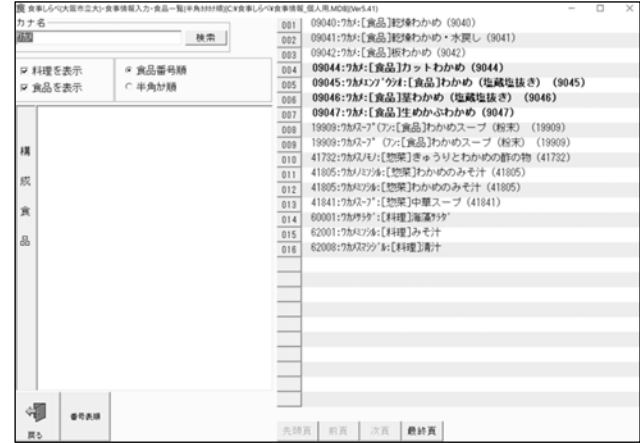 食事しらべ(大阪市立大)-食事情報入力-食品一覧(半角ｶﾅ順)[C:¥食事しらべ¥食事情報_個人用.MDB](Ver5.41)
カナ名
検索
料理を表示
食品を表示
食品番号順
半角ｶﾅ順
構成食品
001 09040:ﾜｶﾒ:[食品]乾燥わかめ (9040)
002 09041:ﾜｶﾒ:[食品]乾燥わかめ・水戻し (9041)
003 09042:ﾜｶﾒ:[食品]板わかめ (9042)
004 09044:ﾜｶﾒ:[食品]カットわかめ (9044)
005 09045:ﾜｶﾒｴﾝｿﾞｳｼｵ:[食品]わかめ (塩蔵塩抜き) (9045)
006 09046:ﾜｶﾒ:[食品]茎わかめ (塩蔵塩抜き) (9046)
007 09047:ﾜｶﾒ:[食品]生めかぶわかめ (9047)
008 19909:ﾜｶﾒｽｰﾌﾟ(ﾌﾝ:[食品]わかめスープ (粉末) (19909)
009 19909:ﾜｶﾒｽｰﾌﾟ(ﾌﾝ:[食品]わかめスープ (粉末) (19909)
010 41732:ﾜｶﾒｽﾉﾓﾉ:[惣菜]きゅうりとわかめの酢の物 (41732)
011 41805:ﾜｶﾒﾉﾐｿｼﾙ:[惣菜]わかめのみそ汁 (41805)
012 41805:ﾜｶﾒﾐｿｼﾙ:[惣菜]わかめのみそ汁 (41805)
013 41841:ﾜｶﾒｽｰﾌﾟ:[惣菜]中華スープ (41841)
014 60001:ﾜｶﾒｻﾗﾀﾞ:[料理]海藻ｻﾗﾀﾞ
015 62001:ﾜｶﾒﾐｿｼﾙ:[料理]みそ汁
016 62008:ﾜｶﾒｽﾏｼｼﾞﾙ:[料理]清汁
戻る
番号表順
先頭頁 前頁 次頁 最終頁